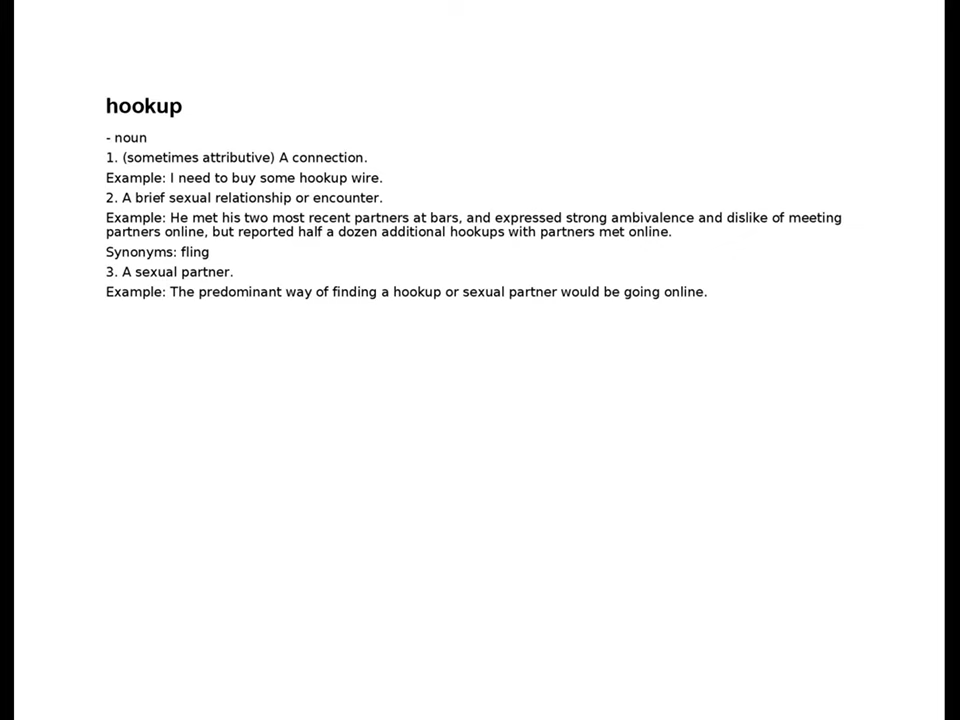 hookup
- noun
1. (sometimes attributive) A connection.
Example: I need to buy some hookup wire.
2. A brief sexual relationship or encounter.
Example: He met his two most recent partners at bars, and expressed strong ambivalence and dislike of meeting
partners online, but reported half a dozen additional hookups with partners met online.
Synonyms: fling
3. A sexual partner.
Example: The predominant way of finding a hookup or sexual partner would be going online.